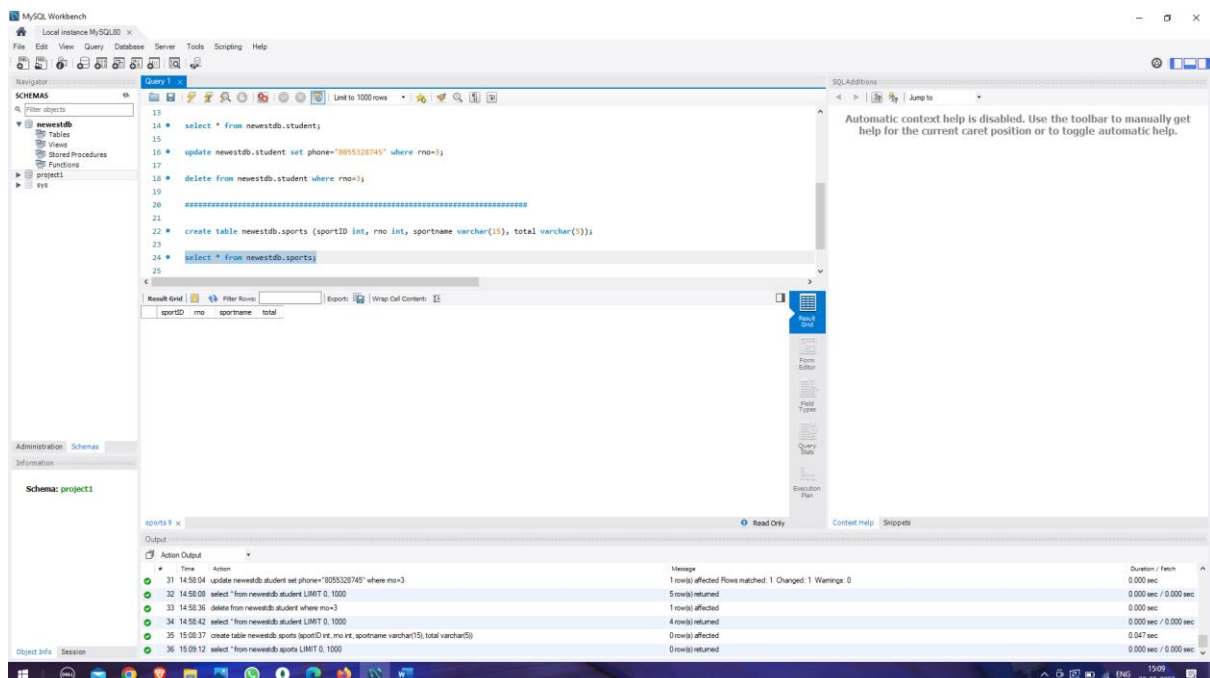 MySQL Workbench
Local instance MySQL80 ×
File Edit View Query Database Server Tools Scripting Help
Navigator
SCHEMAS
Filter objects
newestdb
Tables
Views
Stored Procedures
Functions
project1
sys
Administration Schemas
Information
Schema: project1
Object Info Session
Query 1 ×
Limit to 1000 rows
13
14 select * from newestdb.student;
15
16 update newestdb.student set phone="8055328745" where rno=3;
17
18 delete from newestdb.student where rno=3;
19
20 ################################################################################
21
22 create table newestdb.sports (sportID int, rno int, sportname varchar(15), total varchar(5));
23
24 select * from newestdb.sports;
25
Result Grid Filter Rows: Export: Wrap Cell Content:
sportID rno sportname total
Result Grid
Form Editor
Field Types
Query Stats
Execution Plan
sports 9 × Read Only
SQLAdditions
Jump to
Automatic context help is disabled. Use the toolbar to manually get
help for the current caret position or to toggle automatic help.
Context Help Snippets
Output
Action Output
# Time Action Message Duration / Fetch
31 14:58:04 update newestdb.student set phone="8055328745" where rno=3 1 row(s) affected Rows matched: 1 Changed: 1 Warnings: 0 0.000 sec
32 14:58:08 select * from newestdb.student LIMIT 0, 1000 5 row(s) returned 0.000 sec / 0.000 sec
33 14:58:36 delete from newestdb.student where rno=3 1 row(s) affected 0.000 sec
34 14:58:42 select * from newestdb.student LIMIT 0, 1000 4 row(s) returned 0.000 sec / 0.000 sec
35 15:08:37 create table newestdb.sports (sportID int, rno int, sportname varchar(15), total varchar(5)) 0 row(s) affected 0.047 sec
36 15:09:12 select * from newestdb.sports LIMIT 0, 1000 0 row(s) returned 0.000 sec / 0.000 sec
ENG 15:09